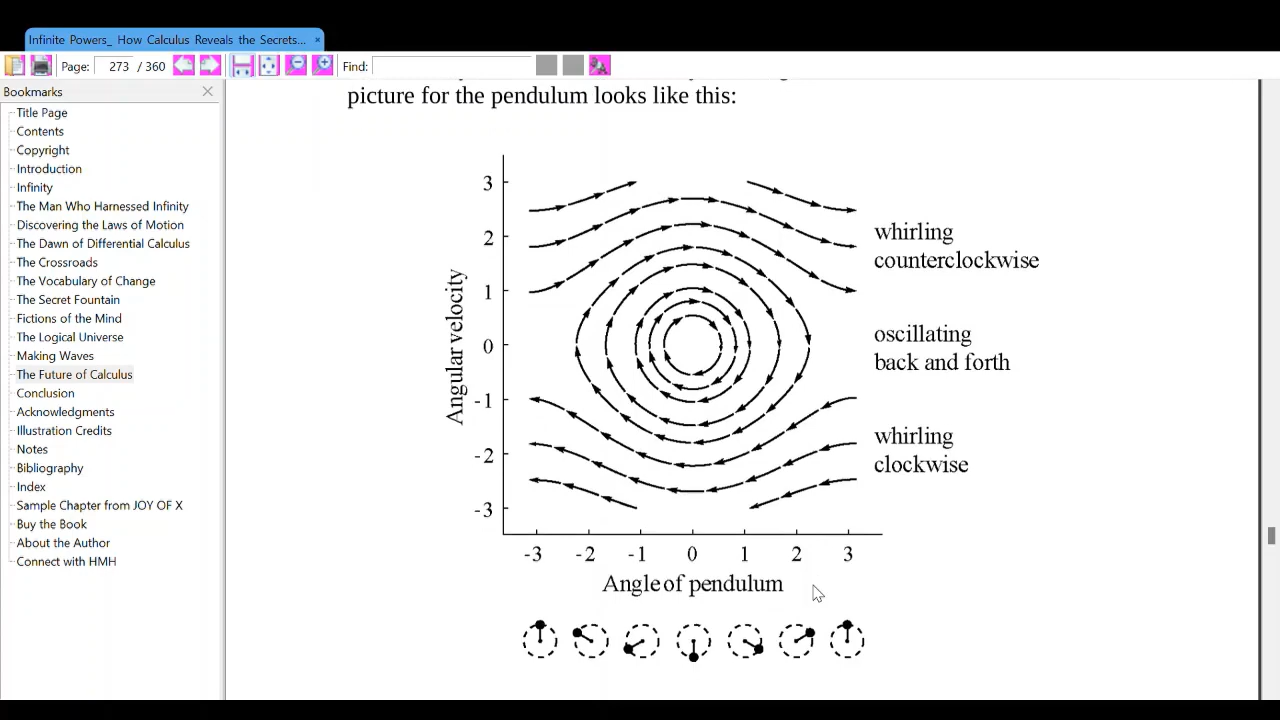 Infinite Powers_ How Calculus Reveals the Secrets... ×
Page: 273 / 360 Find:
Bookmarks
Title Page
Contents
Copyright
Introduction
Infinity
The Man Who Harnessed Infinity
Discovering the Laws of Motion
The Dawn of Differential Calculus
The Crossroads
The Vocabulary of Change
The Secret Fountain
Fictions of the Mind
The Logical Universe
Making Waves
The Future of Calculus
Conclusion
Acknowledgments
Illustration Credits
Notes
Bibliography
Index
Sample Chapter from JOY OF X
Buy the Book
About the Author
Connect with HMH
picture for the pendulum looks like this:
Angular velocity
3
2
1
0
-1
-2
-3
whirling
counterclockwise
oscillating
back and forth
whirling
clockwise
-3 -2 -1 0 1 2 3
Angle of pendulum